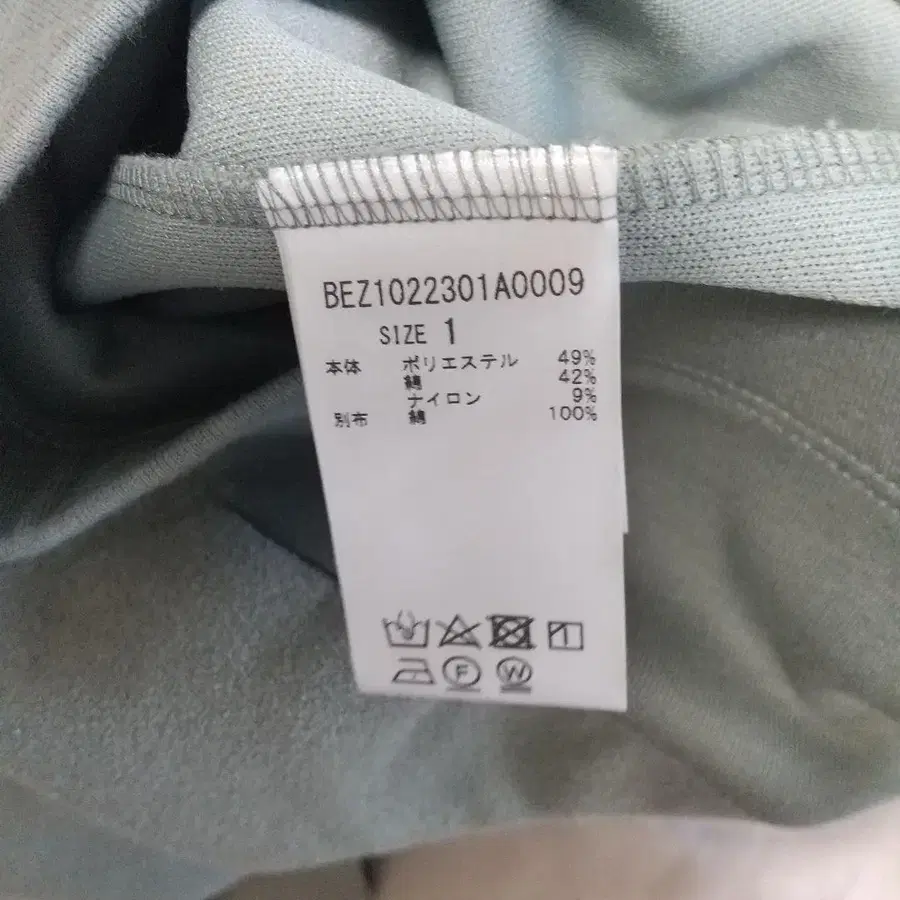 BEZ1022301A0009
SIZE 1
本体 ポリエステル 49%
綿 42%
ナイロン 9%
別布 綿 100%
F W